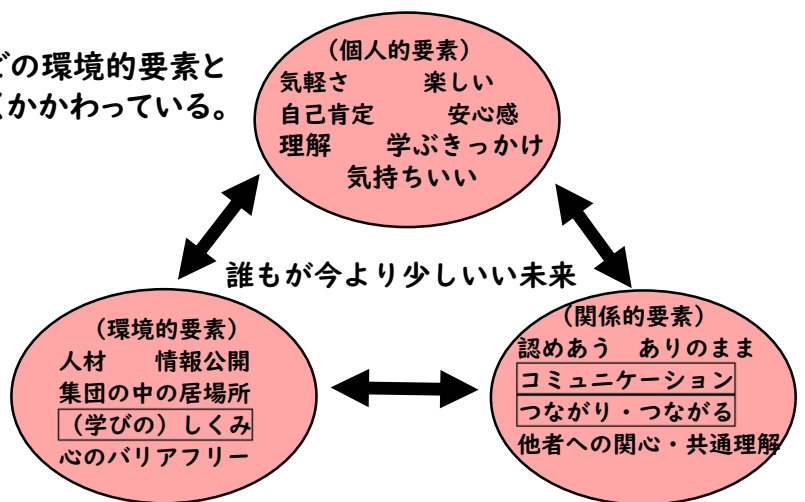 どの環境的要素と
かかわっている。
（個人的要素）
気軽さ　楽しい
自己肯定　安心感
理解　学ぶきっかけ
気持ちいい
誰もが今より少しいい未来
（環境的要素）
人材　情報公開
集団の中の居場所
（学びの）しくみ
心のバリアフリー
（関係的要素）
認めあう　ありのまま
コミュニケーション
つながり・つながる
他者への関心・共通理解